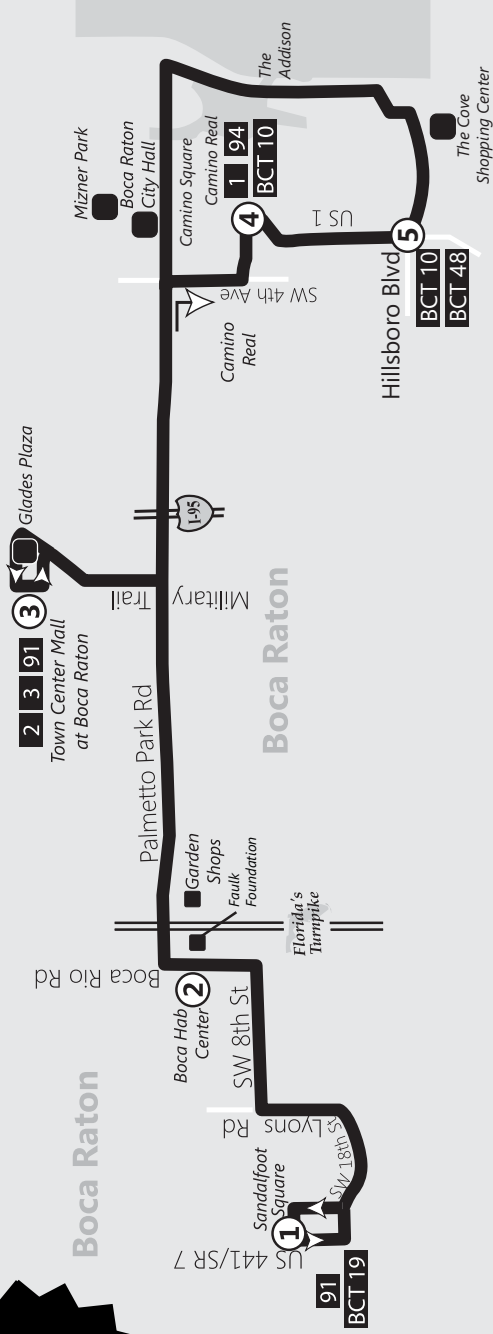 Boca Raton
Boca Raton
US 441/SR 7
Sandalfoot
Square
1
91
BCT 19
SW 18th St
Lyons Rd
SW 8th St
Boca Hab
Center
2
Boca Rio Rd
Faulk
Foundation
Garden
Shops
Florida's
Turnpike
Palmetto Park Rd
2 3 91
3
Town Center Mall
at Boca Raton
Glades Plaza
Military Trail
I-95
Camino
Real
SW 4th Ave
Mizner Park
Boca Raton
City Hall
Camino Square
Camino Real
1 94
BCT 10
4
US 1
The
Addison
5
Hillsboro Blvd
BCT 10
BCT 48
The Cove
Shopping Center